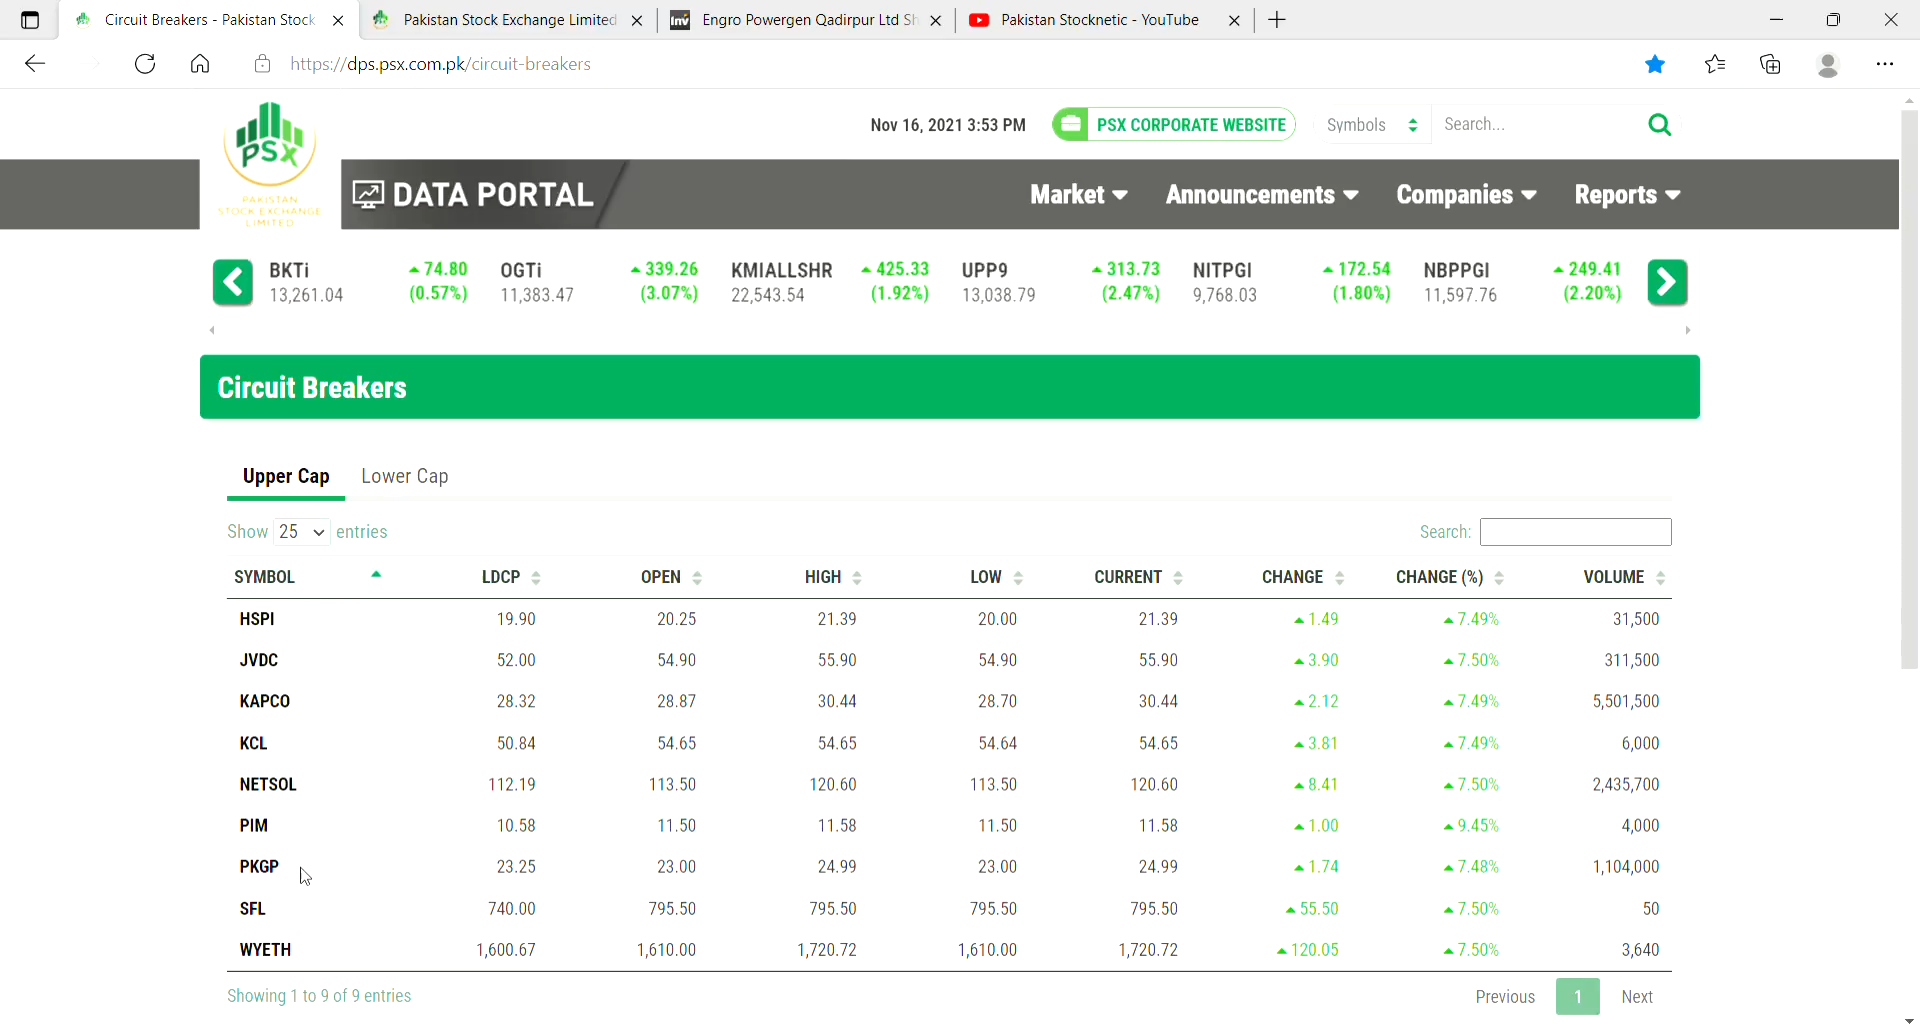 Circuit Breakers - Pakistan Stock
Pakistan Stock Exchange Limited
Engro Powergen Qadirpur Ltd Sh
Pakistan Stocknetic - YouTube
https://dps.psx.com.pk/circuit-breakers
PSX
PAKISTAN
STOCK EXCHANGE
LIMITED
Nov 16, 2021 3:53 PM
PSX CORPORATE WEBSITE
Symbols
Search...
DATA PORTAL
Market
Announcements
Companies
Reports
BKTi 74.80 OGTi 339.26 KMIALLSHR 425.33 UPP9 313.73 NITPGI 172.54 NBPPGI 249.41
13,261.04 (0.57%) 11,383.47 (3.07%) 22,543.54 (1.92%) 13,038.79 (2.47%) 9,768.03 (1.80%) 11,597.76 (2.20%)
Circuit Breakers
Upper Cap Lower Cap
Show 25 entries
Search:
SYMBOL LDCP OPEN HIGH LOW CURRENT CHANGE CHANGE (%) VOLUME
HSPI 19.90 20.25 21.39 20.00 21.39 1.49 7.49% 31,500
JVDC 52.00 54.90 55.90 54.90 55.90 3.90 7.50% 311,500
KAPCO 28.32 28.87 30.44 28.70 30.44 2.12 7.49% 5,501,500
KCL 50.84 54.65 54.65 54.64 54.65 3.81 7.49% 6,000
NETSOL 112.19 113.50 120.60 113.50 120.60 8.41 7.50% 2,435,700
PIM 10.58 11.50 11.58 11.50 11.58 1.00 9.45% 4,000
PKGP 23.25 23.00 24.99 23.00 24.99 1.74 7.48% 1,104,000
SFL 740.00 795.50 795.50 795.50 795.50 55.50 7.50% 50
WYETH 1,600.67 1,610.00 1,720.72 1,610.00 1,720.72 120.05 7.50% 3,640
Showing 1 to 9 of 9 entries
Previous 1 Next